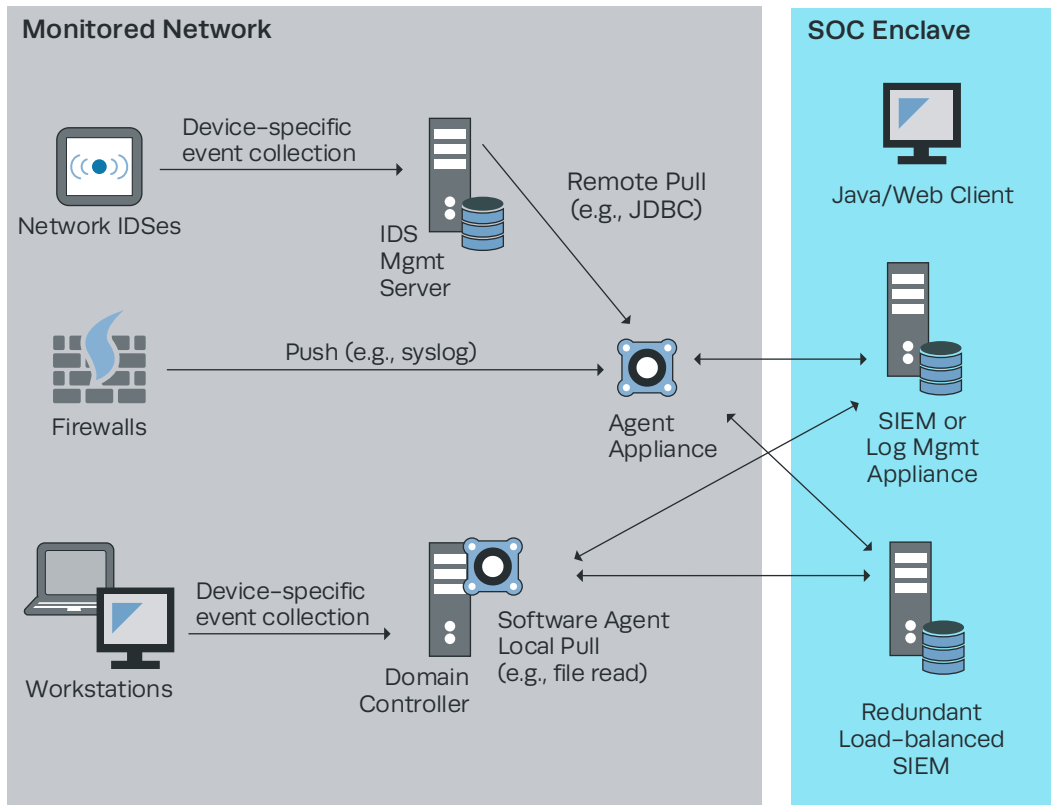 Monitored Network
SOC Enclave
Device-specific
event collection
Network IDSes
IDS
Mgmt
Server
Remote Pull
(e.g., JDBC)
Java/Web Client
Push (e.g., syslog)
Firewalls
Agent
Appliance
SIEM or
Log Mgmt
Appliance
Device-specific
event collection
Workstations
Domain
Controller
Software Agent
Local Pull
(e.g., file read)
Redundant
Load-balanced
SIEM